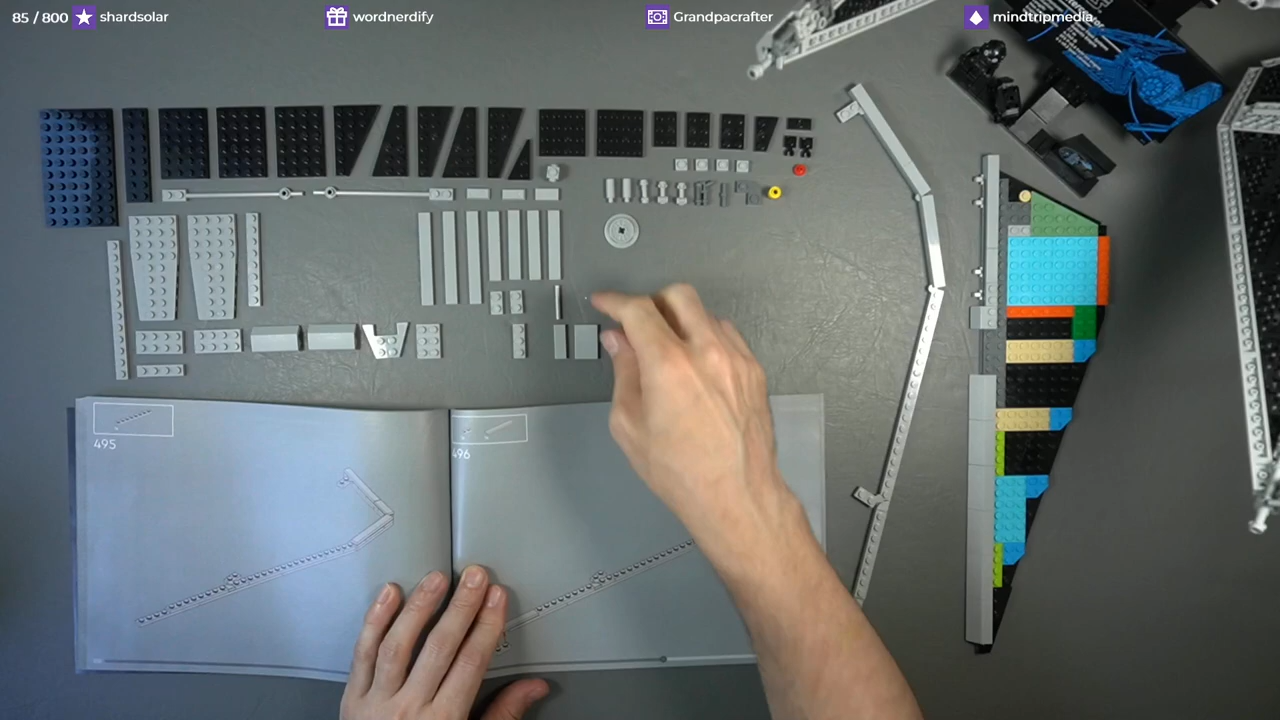 85 / 800
shardsolar
wordnerdify
Grandpacrafter
mindtripmedia
495
496